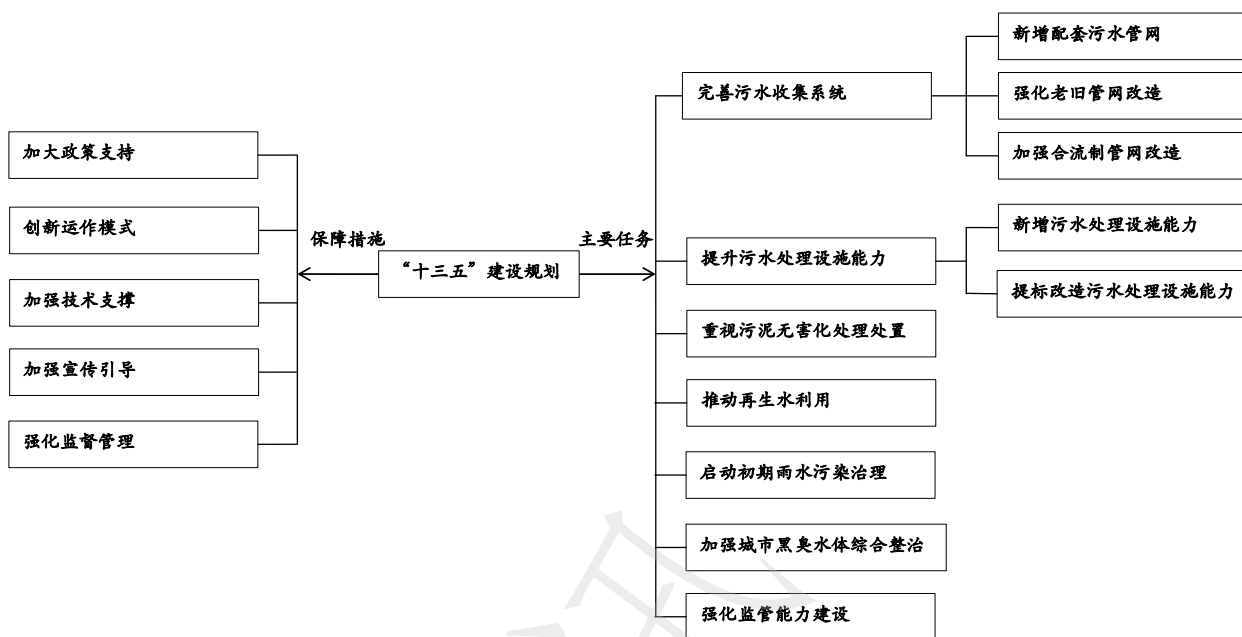 加大政策支持
创新运作模式
加强技术支撑
加强宣传引导
强化监督管理
保障措施
“十三五”建设规划
主要任务
完善污水收集系统
新增配套污水管网
强化老旧管网改造
加强合流制管网改造
提升污水处理设施能力
新增污水处理设施能力
提标改造污水处理设施能力
重视污泥无害化处理处置
推动再生水利用
启动初期雨水污染治理
加强城市黑臭水体综合整治
强化监管能力建设